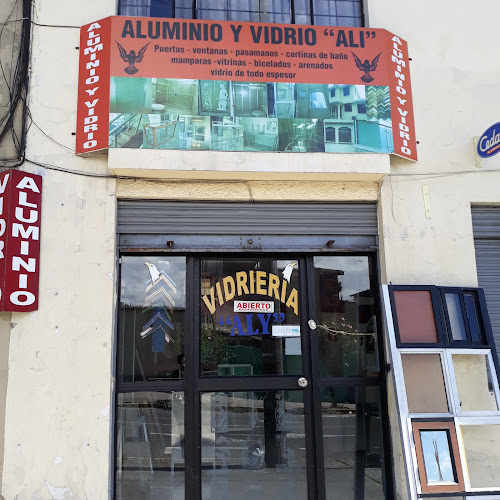 ALUMINIO Y VIDRIO "ALI"
Puertas - ventanas - pasamanos - cortinas de baño
mamparas - vitrinas - biselados - arenados
vidrio de todo espesor
ALUMINIO Y VIDRIO
ALUMINIO Y VIDRIO
ALUMINIO
VIDRIO
VIDRIERIA
ABIERTO
"ALY"